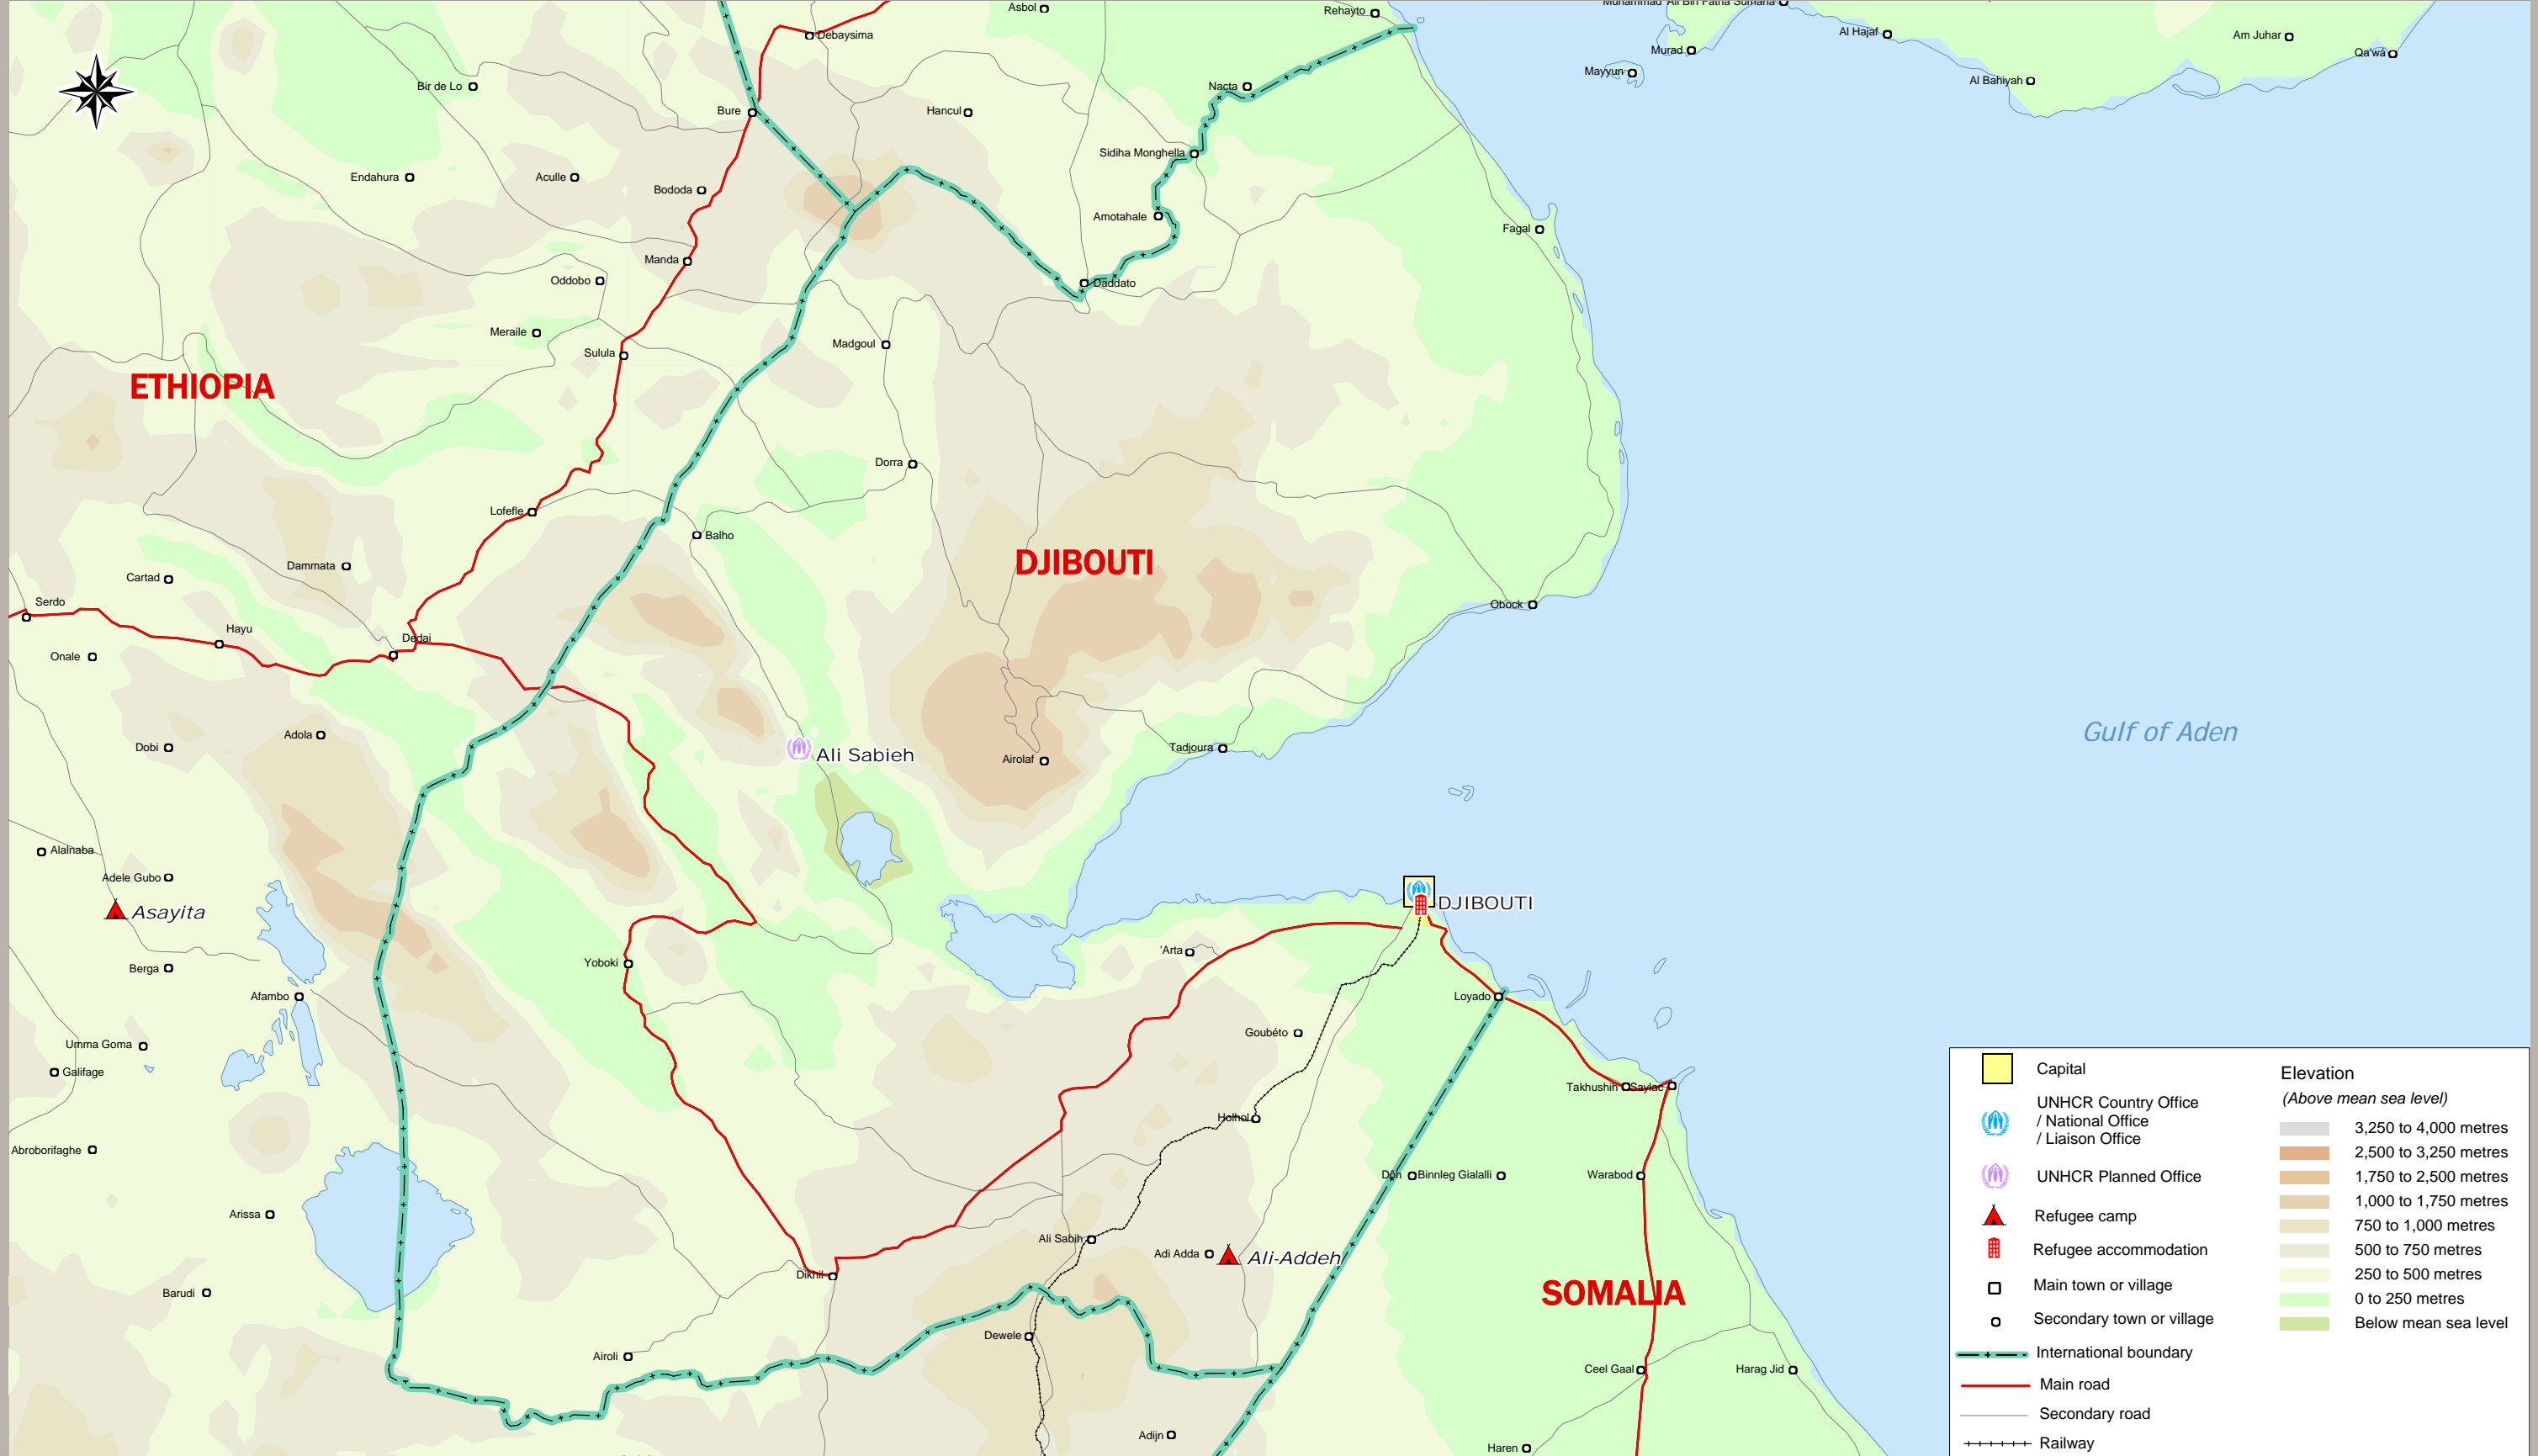 Asbol
Rehayto
Muhammad 'Ali Bin Fatha Sumana
Debaysima
Murad
Al Hajaf
Am Juhar
Qa'wa
Bir de Lo
Bure
Hancul
Nacta
Mayyun
Al Bahiyah
Sidiha Monghella
Endahura
Aculle
Bododa
Amotahale
Fagal
Manda
Oddobo
Daddato
Meraile
Sulula
Madgoul
ETHIOPIA
Dorra
Lofefle
Balho
DJIBOUTI
Dammata
Cartad
Serdo
Obock
Hayu
Dedai
Onale
Adola
Dobi
Ali Sabieh
Airolaf
Tadjoura
Gulf of Aden
Alalnaba
Adele Gubo
Asayita
DJIBOUTI
'Arta
Berga
Yoboki
Afambo
Loyado
Goubéto
Umma Goma
Galifage
Takhushih
Saylac
Holhol
Abroborifaghe
Dân
Binnleg Gialalli
Warabod
Arissa
Ali Sabih
Adi Adda
Ali-Addeh
Dikhil
Barudi
SOMALIA
Dewele
Airoli
Ceel Gaal
Harag Jid
Adijn
Haren
Capital
UNHCR Country Office
/ National Office
/ Liaison Office
UNHCR Planned Office
Refugee camp
Refugee accommodation
Main town or village
Secondary town or village
International boundary
Main road
Secondary road
Railway
Elevation
(Above mean sea level)
3,250 to 4,000 metres
2,500 to 3,250 metres
1,750 to 2,500 metres
1,000 to 1,750 metres
750 to 1,000 metres
500 to 750 metres
250 to 500 metres
0 to 250 metres
Below mean sea level